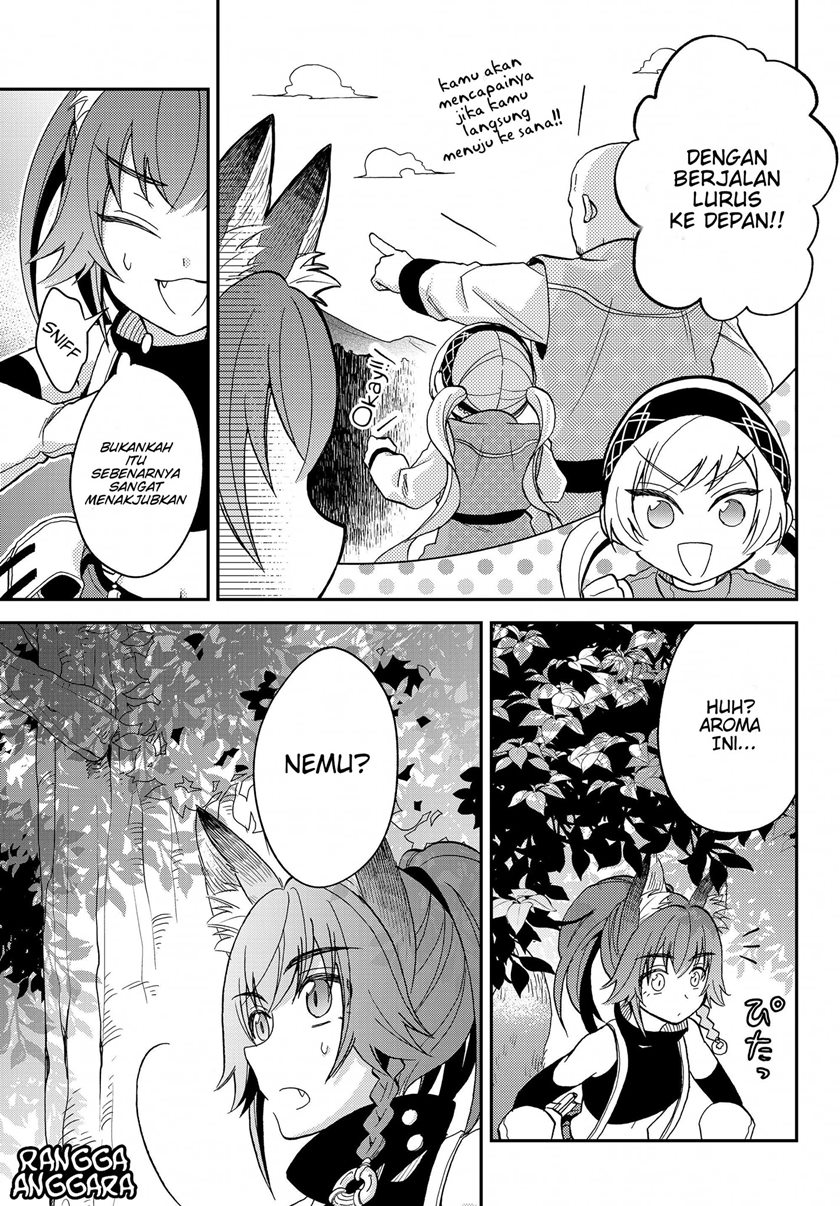 DENGAN
BERJALAN
LURUS
KE DEPAN!!
kamu akan
mencapainya
jika kamu
langsung
menuju ke sana!!
Okay!!
SNIFF
BUKANKAH
ITU
SEBENARNYA
SANGAT
MENAKJUBKAN
HUH?
AROMA
INI...
ぴたっ
NEMU?
RANGGA
ANGGARA